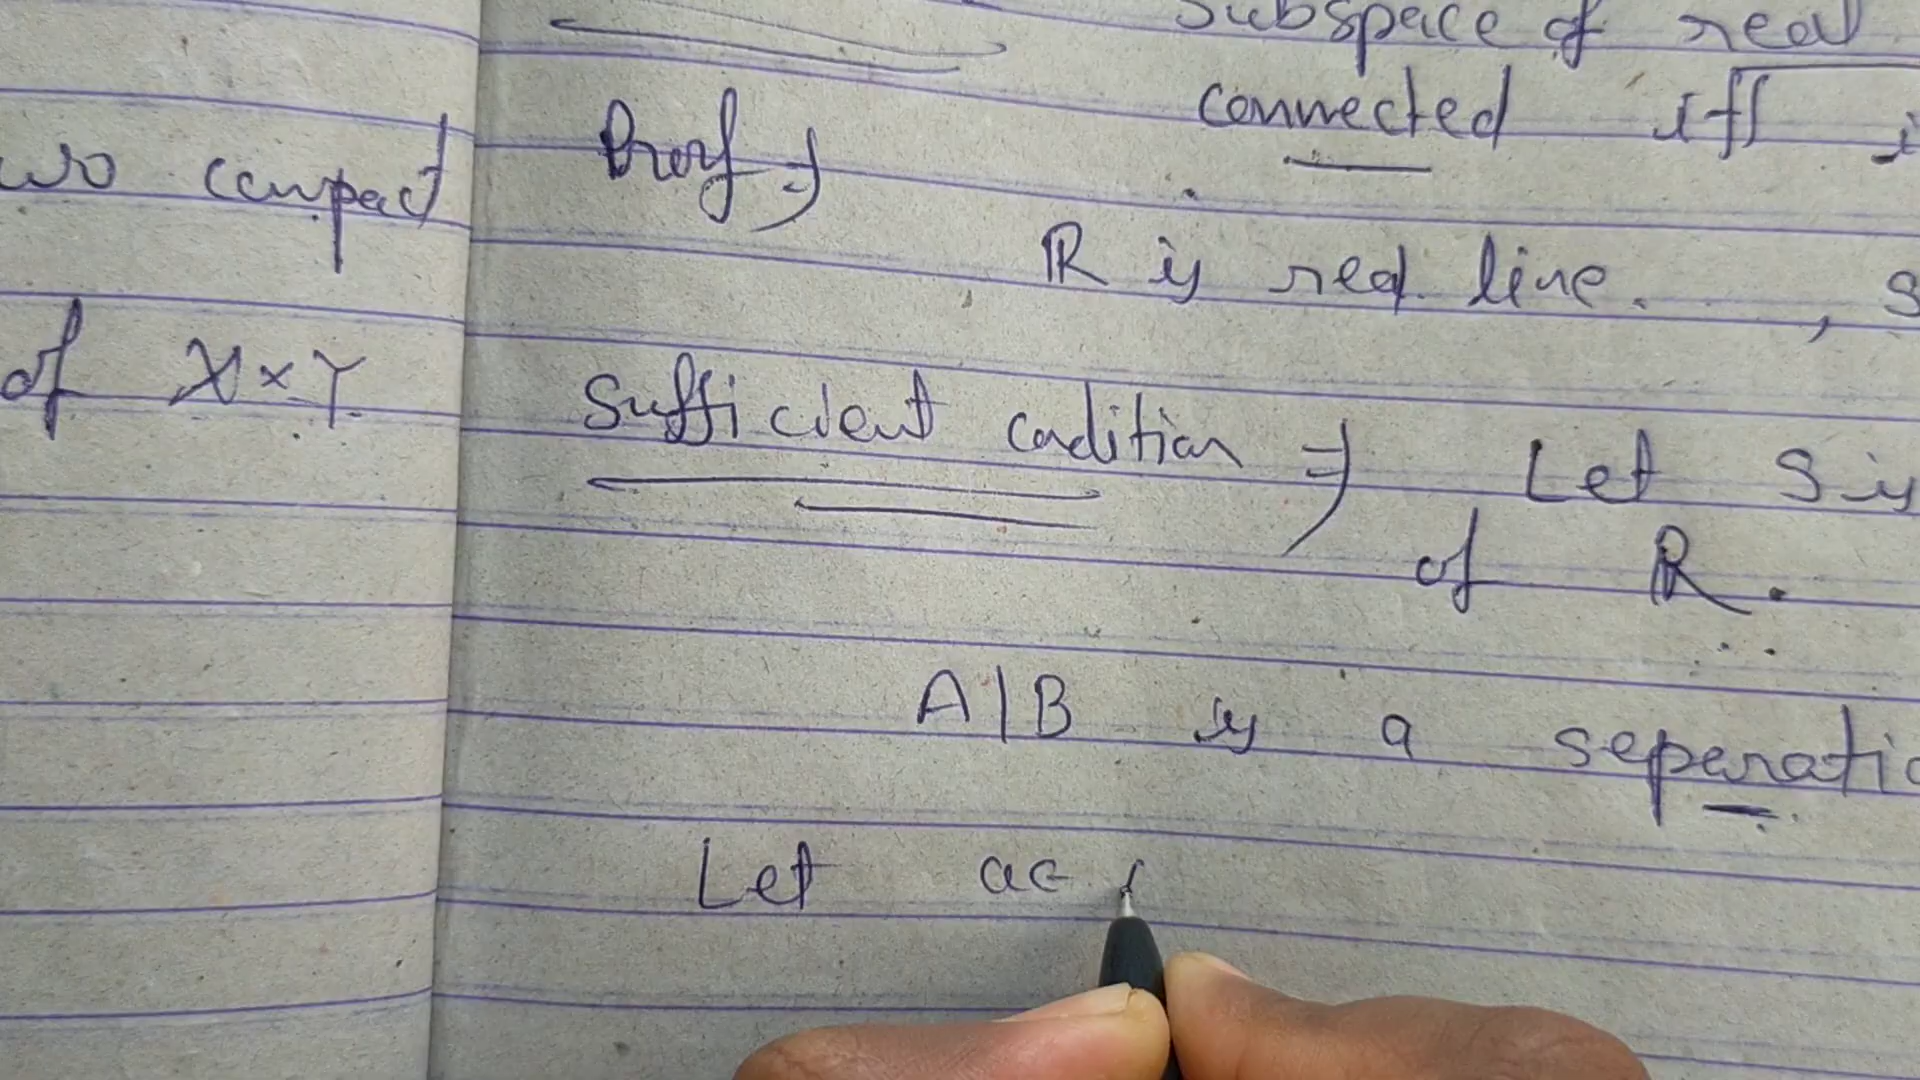 wo compact
of X×Y
subspace of real
connected iff i
Proof ⇒
R is real line. , S
Sufficient condition ⇒ Let S is
of R.
A|B is a seperatio
Let a∈